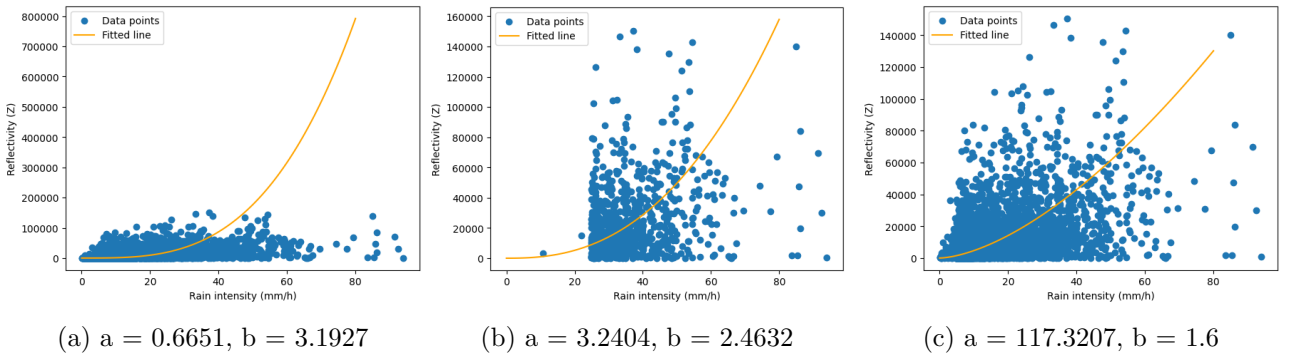 800000
700000
600000
500000
400000
300000
200000
100000
0
Reflectivity (Z)
Data points
Fitted line
0 20 40 60 80
Rain intensity (mm/h)
(a) a = 0.6651, b = 3.1927
160000
140000
120000
100000
80000
60000
40000
20000
0
Reflectivity (Z)
Data points
Fitted line
0 20 40 60 80
Rain intensity (mm/h)
(b) a = 3.2404, b = 2.4632
140000
120000
100000
80000
60000
40000
20000
0
Reflectivity (Z)
Data points
Fitted line
0 20 40 60 80
Rain intensity (mm/h)
(c) a = 117.3207, b = 1.6